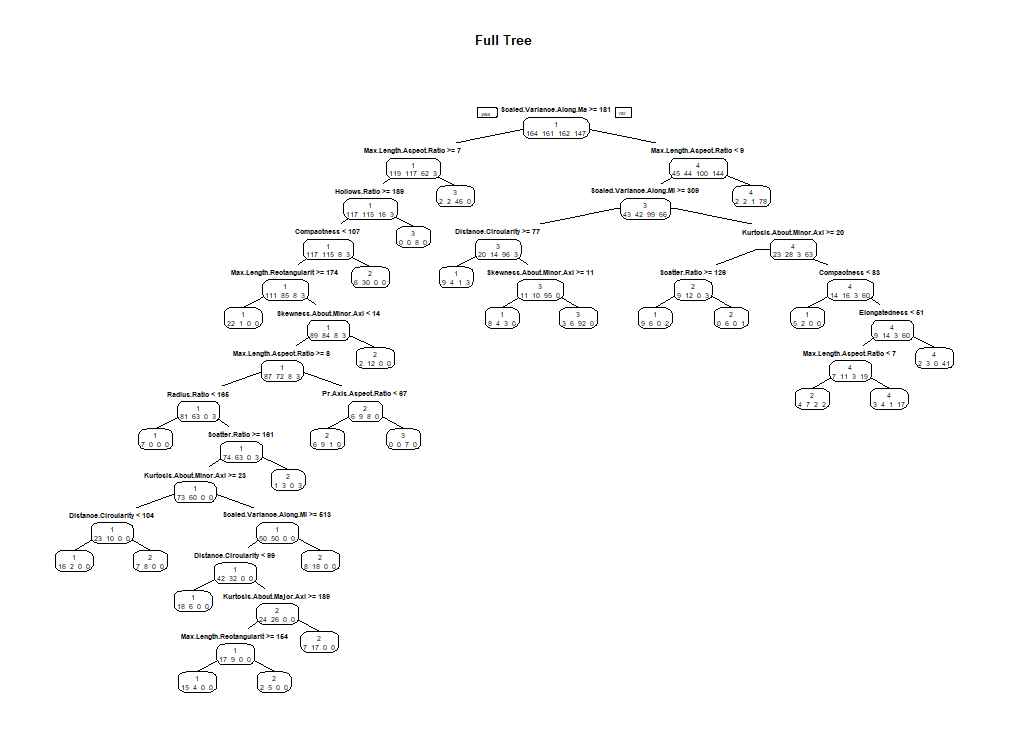 Full Tree
Scaled.Variance.Along.Ma >= 181
yes
no
1
164 161 162 147
Max.Length.Aspect.Ratio >= 7
Max.Length.Aspect.Ratio < 9
1
119 117 62 3
4
45 44 100 144
Hollows.Ratio >= 189
3
2 2 46 0
Scaled.Variance.Along.Mi >= 309
4
2 2 1 78
1
117 115 16 3
3
43 42 99 66
Compactness < 107
3
0 0 8 0
Distance.Circularity >= 77
Kurtosis.About.Minor.Axi >= 20
1
117 115 8 3
3
20 14 96 3
4
23 28 3 63
Max.Length.Rectangularit >= 174
2
6 30 0 0
1
9 4 1 3
Skewness.About.Minor.Axi >= 11
Scatter.Ratio >= 126
Compactness < 83
1
111 85 8 3
3
11 10 95 0
2
9 12 0 3
4
14 16 3 60
1
22 1 0 0
Skewness.About.Minor.Axi < 14
1
8 4 3 0
3
3 6 92 0
1
9 6 0 2
2
0 6 0 1
1
5 2 0 0
Elongatedness < 51
1
89 84 8 3
4
9 14 3 60
Max.Length.Aspect.Ratio >= 8
2
2 12 0 0
Max.Length.Aspect.Ratio < 7
4
2 3 0 41
1
87 72 8 3
4
7 11 3 19
Radius.Ratio < 165
Pr.Axis.Aspect.Ratio < 67
2
4 7 2 2
4
3 4 1 17
1
81 63 0 3
2
6 9 8 0
1
7 0 0 0
Scatter.Ratio >= 161
2
6 9 1 0
3
0 0 7 0
1
74 63 0 3
Kurtosis.About.Minor.Axi >= 23
2
1 3 0 3
1
73 60 0 0
Distance.Circularity < 104
Scaled.Variance.Along.Mi >= 513
1
23 10 0 0
1
50 50 0 0
1
16 2 0 0
2
7 8 0 0
Distance.Circularity < 99
2
8 18 0 0
1
42 32 0 0
1
18 6 0 0
Kurtosis.About.Major.Axi >= 189
2
24 26 0 0
Max.Length.Rectangularit >= 154
2
7 17 0 0
1
17 9 0 0
1
15 4 0 0
2
2 5 0 0